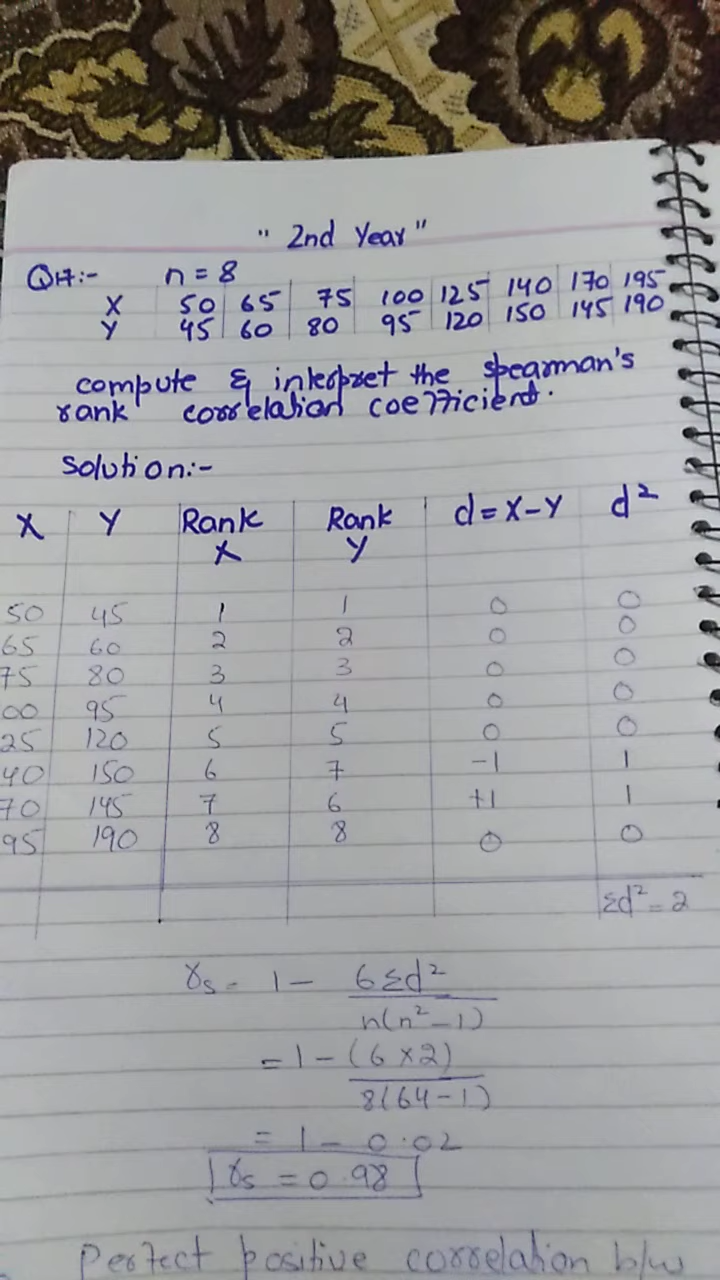 " 2nd Year "
QH:- n = 8
X 50 65 75 100 125 140 170 195
Y 45 60 80 95 120 150 145 190
compute & interpret the spearman's
rank correlation coefficient.
Solution:-
X Y Rank X Rank Y d=X-Y d²
50 45 1 1 0 0
65 60 2 2 0 0
75 80 3 3 0 0
00 95 4 4 0 0
25 120 5 5 0 0
40 150 6 7 -1 1
70 145 7 6 +1 1
95 190 8 8 0 0
Σd² = 2
rs = 1 - 6Σd² / n(n²-1)
= 1 - (6×2) / 8(64-1)
= 1 - 0.02
rs = 0.98
Perfect positive correlation b/w